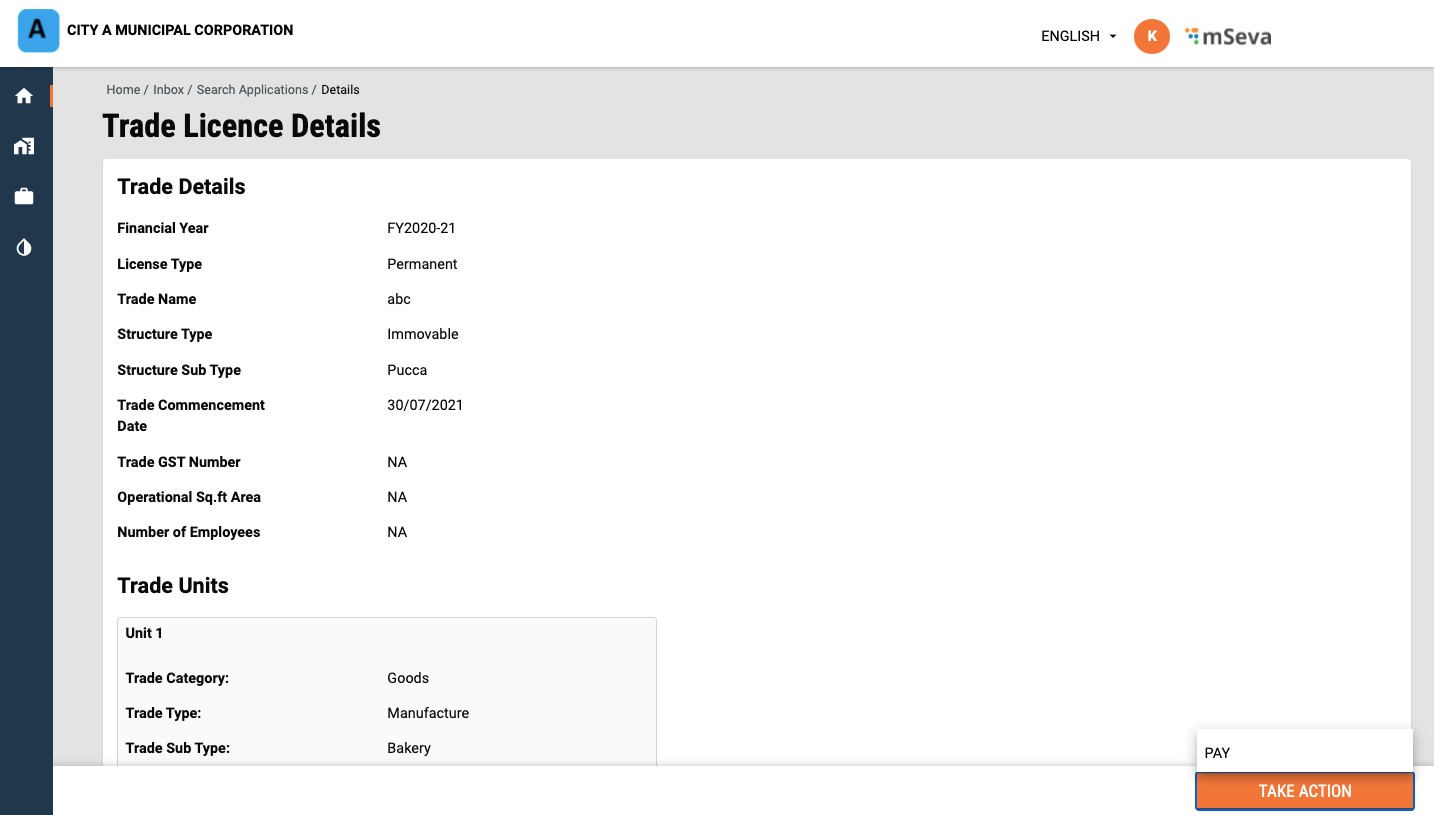 A CITY A MUNICIPAL CORPORATION
ENGLISH K mSeva
Home / Inbox / Search Applications / Details
Trade Licence Details
Trade Details
Financial Year FY2020-21
License Type Permanent
Trade Name abc
Structure Type Immovable
Structure Sub Type Pucca
Trade Commencement 30/07/2021
Date
Trade GST Number NA
Operational Sq.ft Area NA
Number of Employees NA
Trade Units
Unit 1
Trade Category: Goods
Trade Type: Manufacture
Trade Sub Type: Bakery
PAY
TAKE ACTION